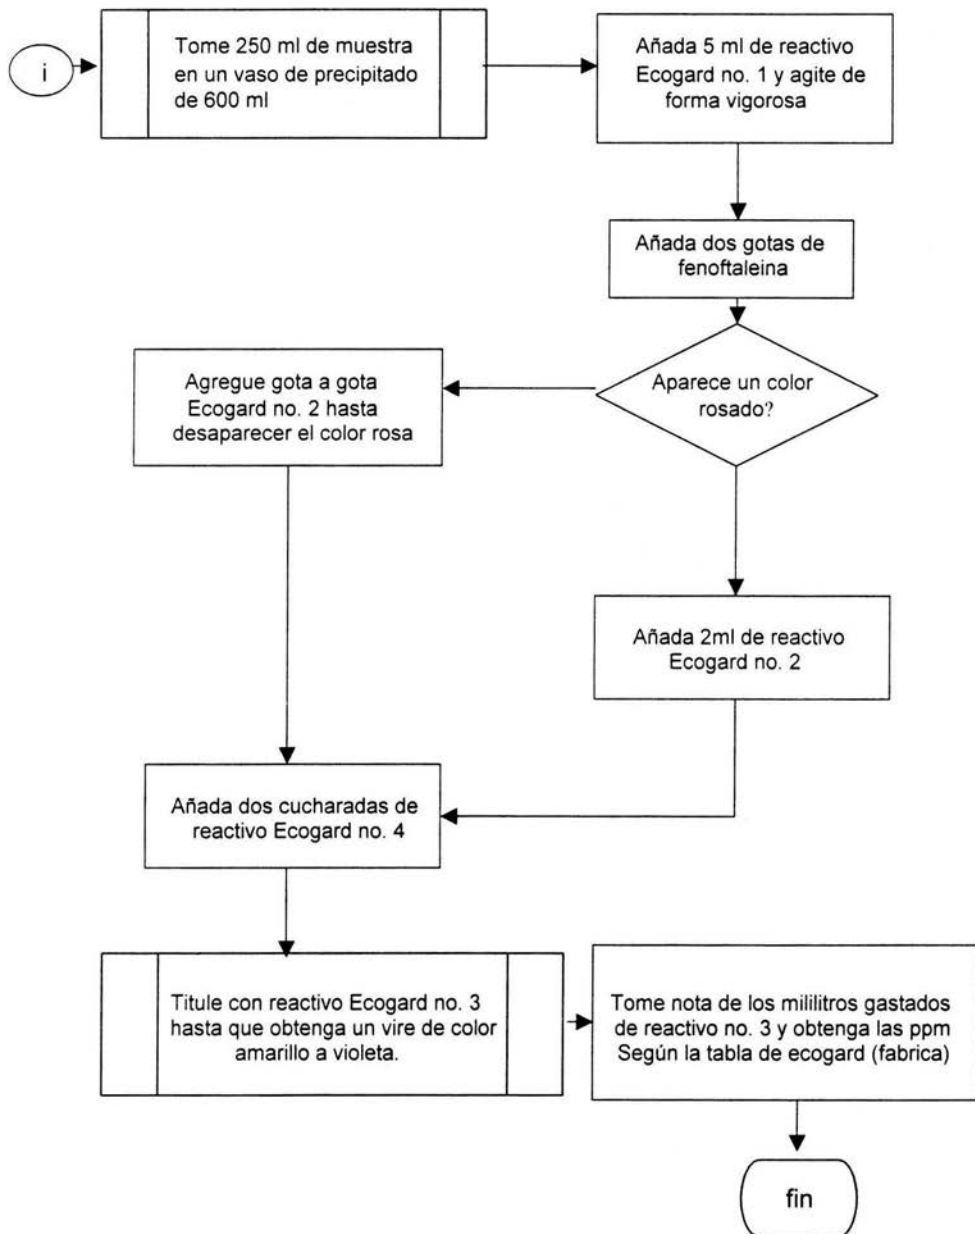 i
Tome 250 ml de muestra
en un vaso de precipitado
de 600 ml
Añada 5 ml de reactivo
Ecogard no. 1 y agite de
forma vigorosa
Añada dos gotas de
fenoftaleina
Aparece un color
rosado?
Agregue gota a gota
Ecogard no. 2 hasta
desaparecer el color rosa
Añada 2ml de reactivo
Ecogard no. 2
Añada dos cucharadas de
reactivo Ecogard no. 4
Titule con reactivo Ecogard no. 3
hasta que obtenga un vire de color
amarillo a violeta.
Tome nota de los mililitros gastados
de reactivo no. 3 y obtenga las ppm
Según la tabla de ecogard (fabrica)
fin